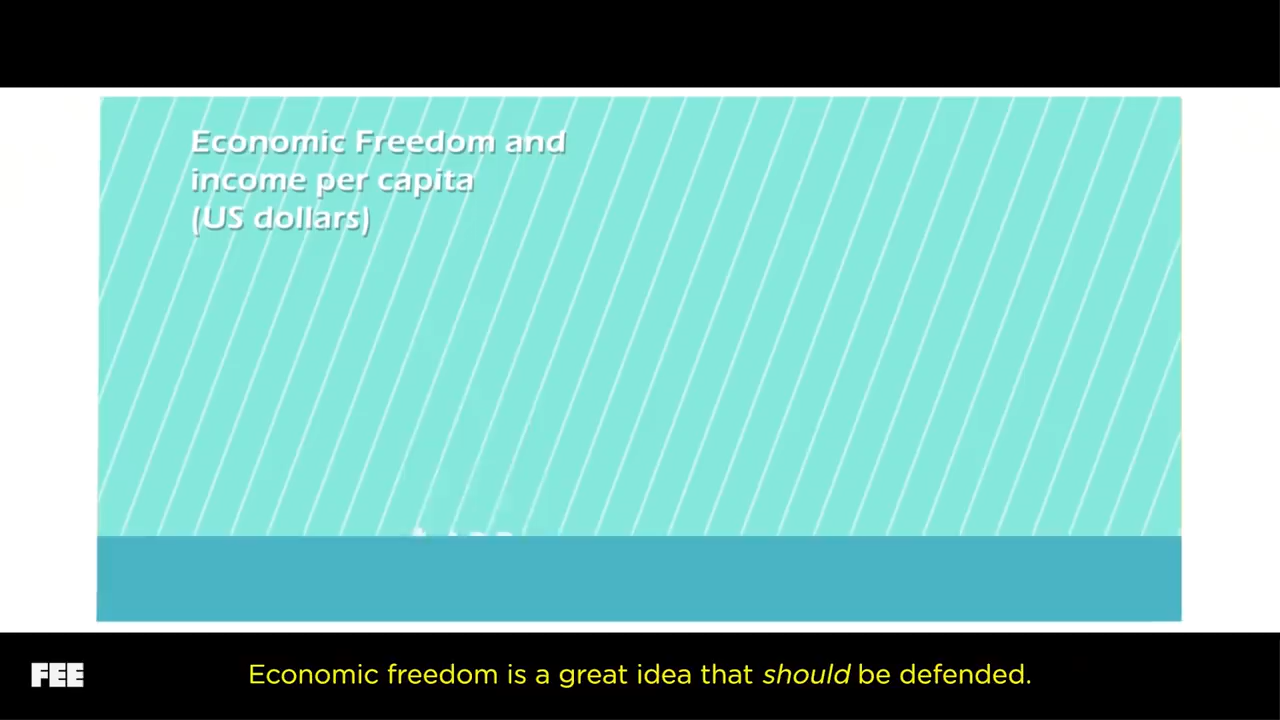 Economic Freedom and
income per capita
(US dollars)
FEE
Economic freedom is a great idea that should be defended.